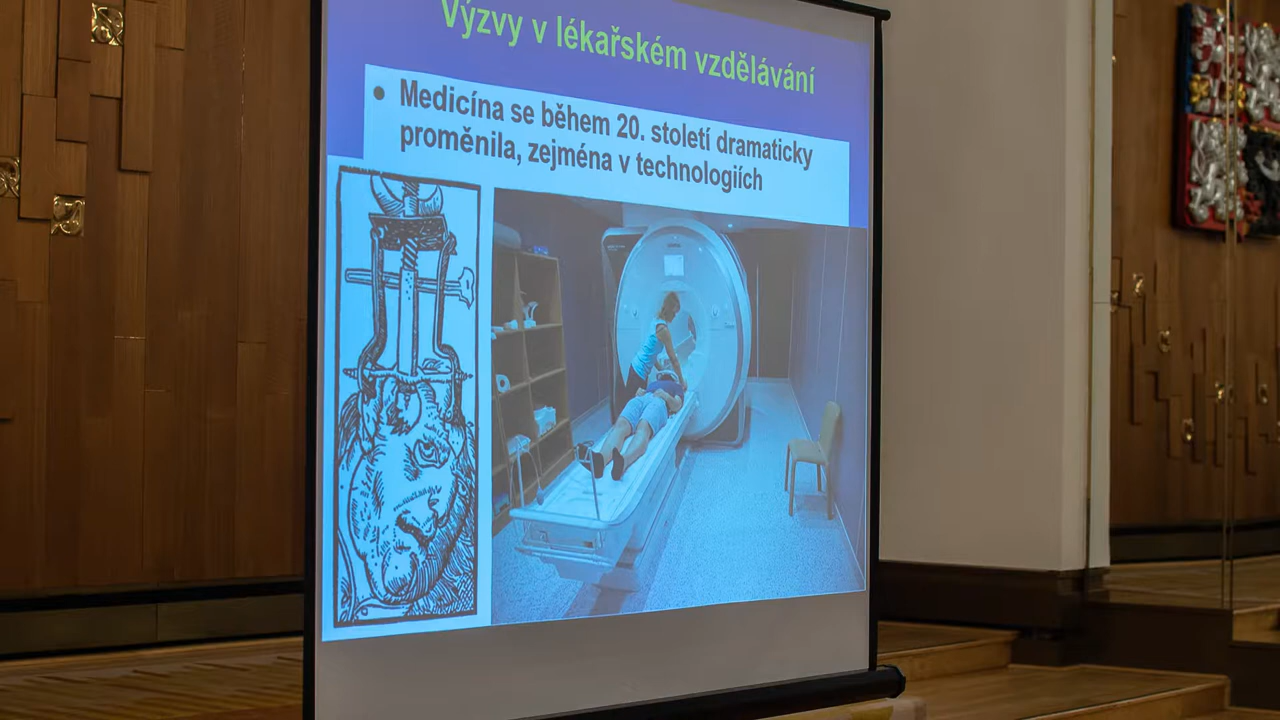 Výzvy v lékařském vzdělávání
Medicína se během 20. století dramaticky
proměnila, zejména v technologiích